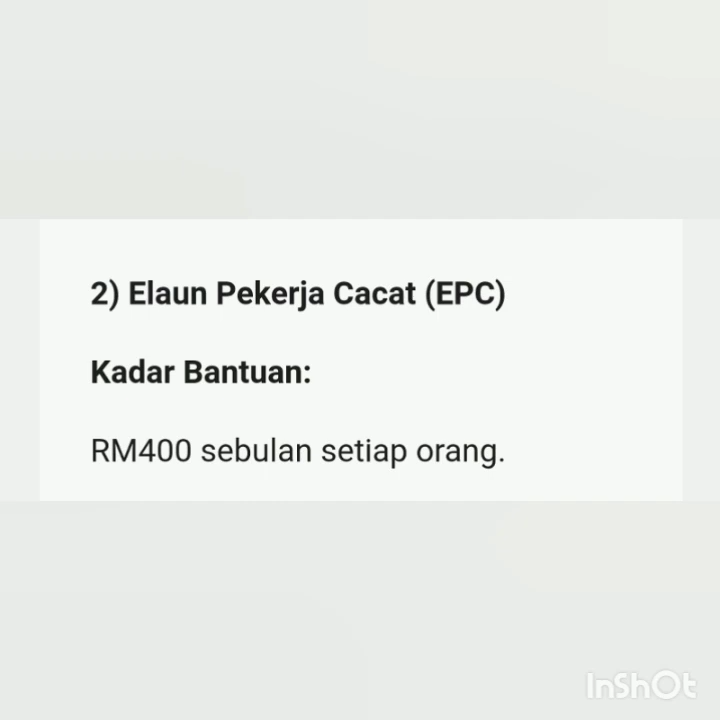 2) Elaun Pekerja Cacat (EPC)
Kadar Bantuan:
RM400 sebulan setiap orang.
InShOt